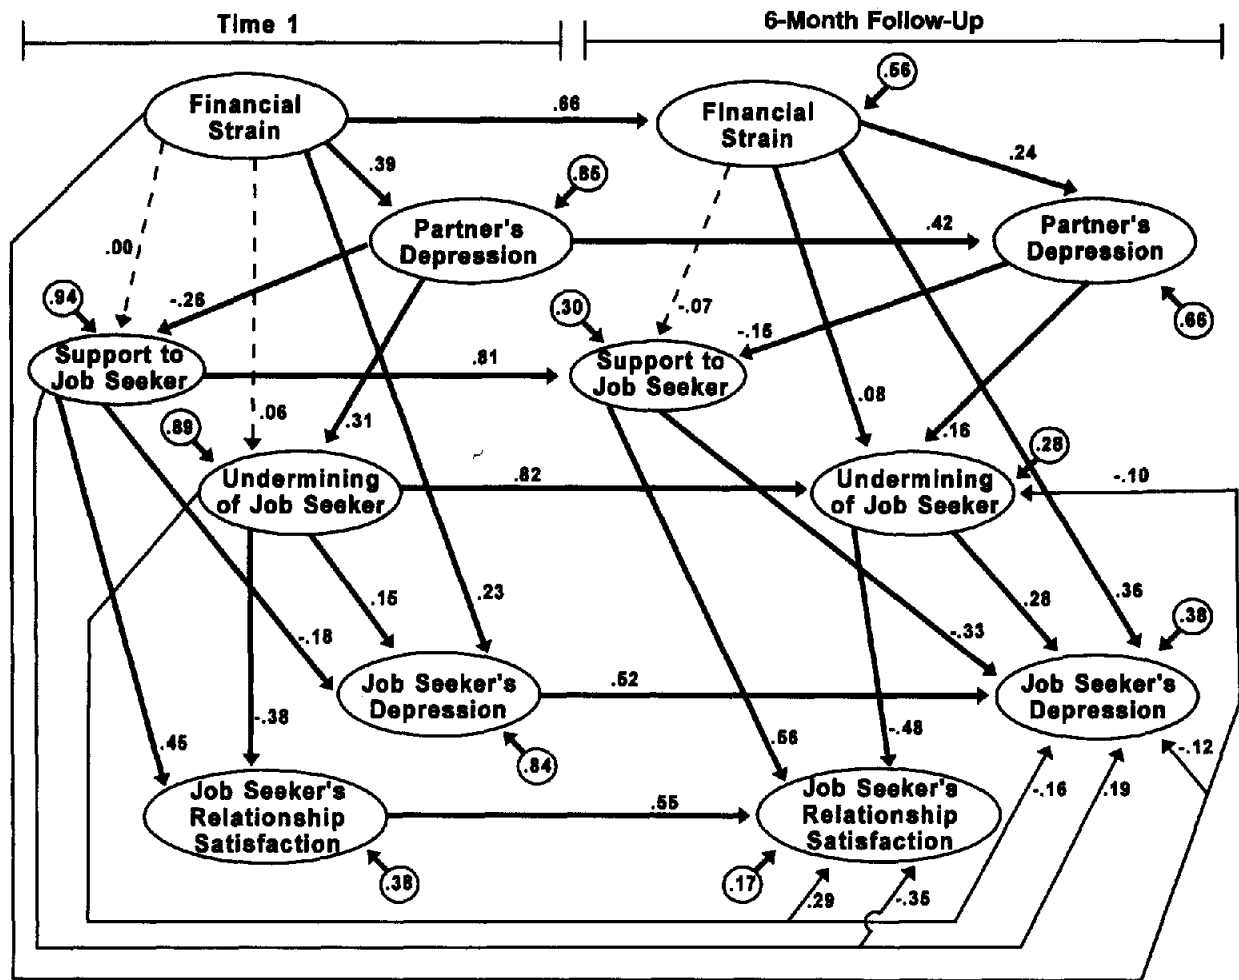 Time 1
6-Month Follow-Up
.56
Financial
Strain
.66
Financial
Strain
.39
.24
.85
Partner's
Depression
.42
Partner's
Depression
.00
.94
-.26
.30
-.07
-.15
.66
Support to
Job Seeker
.81
Support to
Job Seeker
.08
.89
.06
.31
.16
.28
Undermining
of Job Seeker
.82
Undermining
of Job Seeker
-.10
.15
.23
-.18
.28
.36
-.33
.38
Job Seeker's
Depression
.52
Job Seeker's
Depression
-.38
.45
.84
.56
-.48
-.12
Job Seeker's
Relationship
Satisfaction
.55
Job Seeker's
Relationship
Satisfaction
-.16
.19
.38
.17
.29
-.35